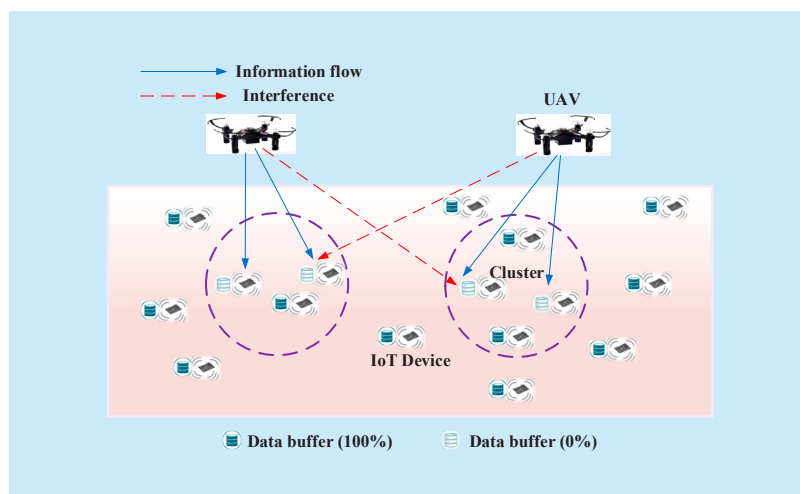 Information flow
Interference
UAV
Cluster
IoT Device
Data buffer (100%)
Data buffer (0%)